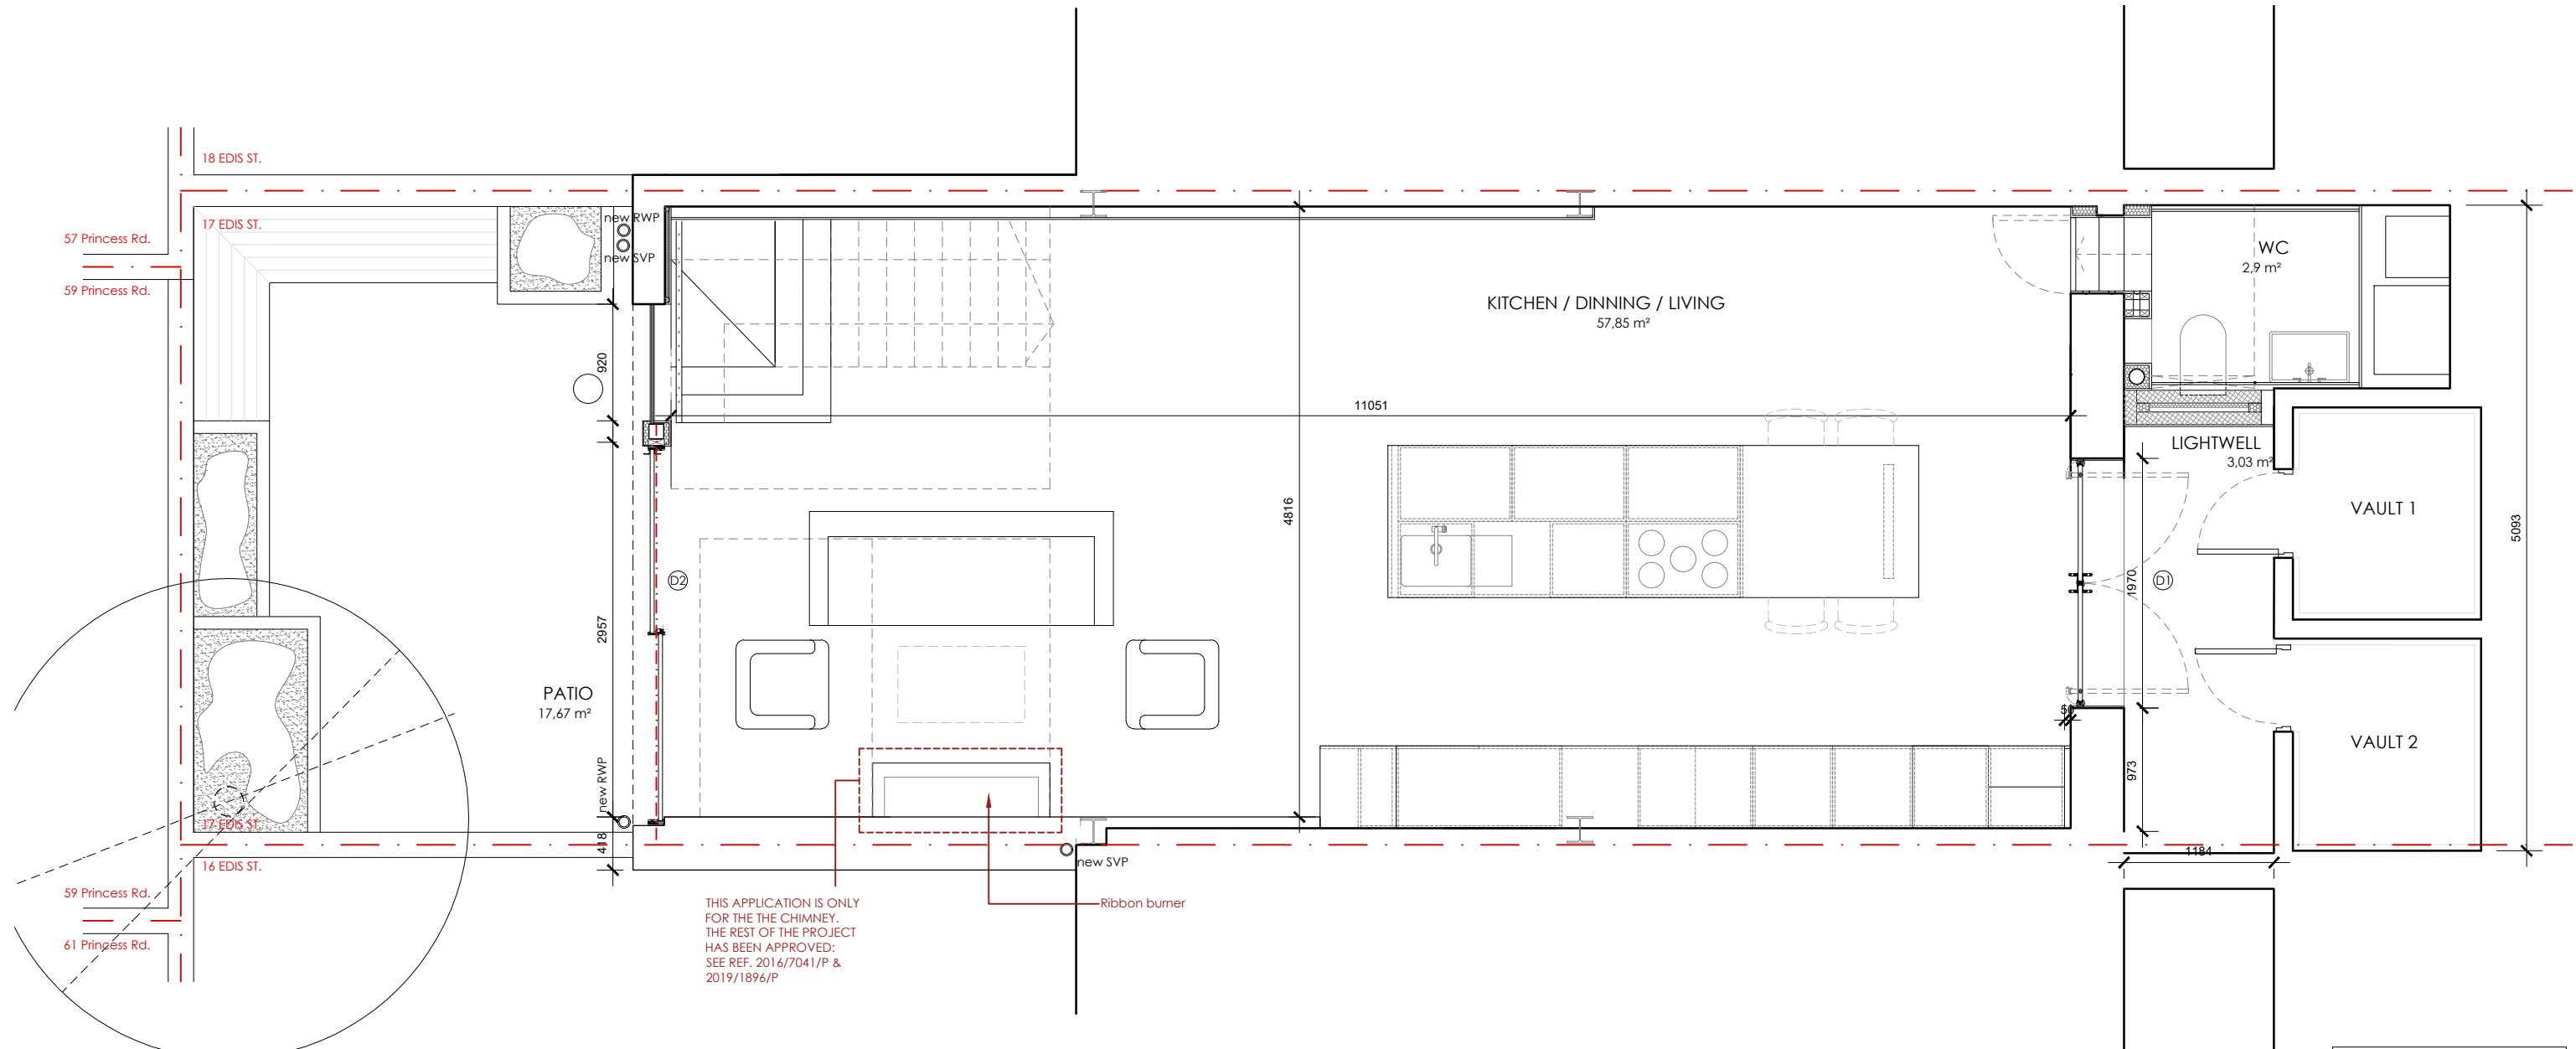 18 EDIS ST.
17 EDIS ST.
57 Princess Rd.
59 Princess Rd.
new RWP
new SVP
WC
2,9 m²
KITCHEN / DINNING / LIVING
57,85 m²
920
11051
LIGHTWELL
3,03 m²
4816
VAULT 1
5093
D2
1970
D1
2957
PATIO
17,67 m²
50
VAULT 2
973
new RWP
17 EDIS ST.
418
1184
16 EDIS ST.
new SVP
59 Princess Rd.
61 Princess Rd.
THIS APPLICATION IS ONLY
FOR THE THE CHIMNEY.
THE REST OF THE PROJECT
HAS BEEN APPROVED:
SEE REF. 2016/7041/P &
2019/1896/P
Ribbon burner